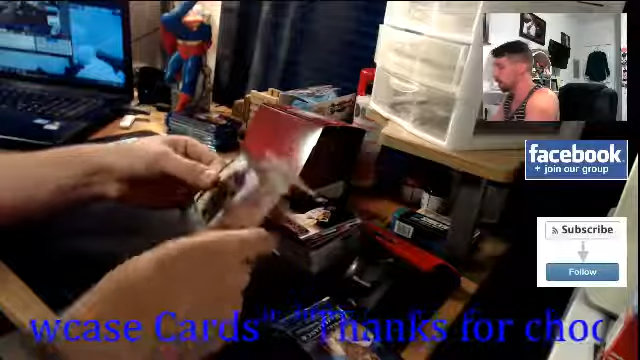 facebook
+ join our group
Subscribe
Follow
wcase Cards" "Thanks for choo